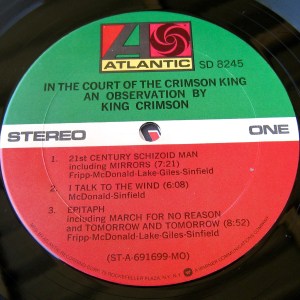 ATLANTIC SD 8245
IN THE COURT OF THE CRIMSON KING
AN OBSERVATION BY
KING CRIMSON
STEREO ONE
1. 21st CENTURY SCHIZOID MAN
including MIRRORS (7:21)
Fripp-McDonald-Lake-Giles-Sinfield
2. I TALK TO THE WIND (6:08)
McDonald-Sinfield
3. EPITAPH
including MARCH FOR NO REASON
and TOMORROW AND TOMORROW (8:52)
Fripp-McDonald-Lake-Giles-Sinfield
(ST-A-691699-MO)